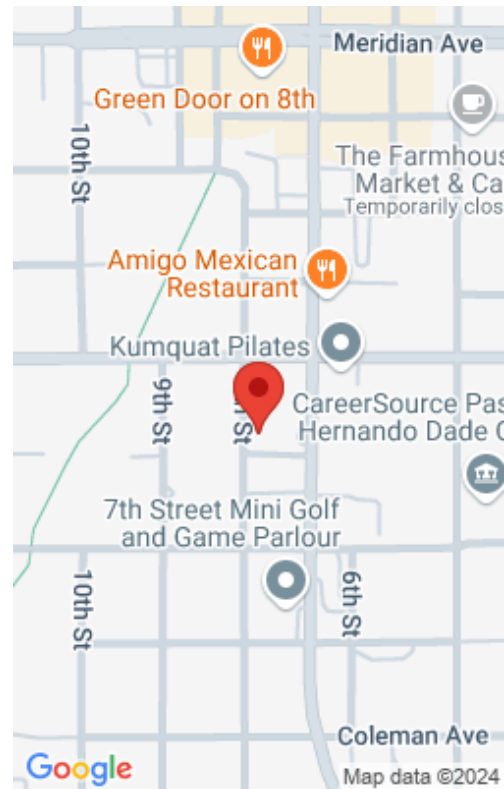 Meridian Ave
Green Door on 8th
10th St
The Farmhous
Market & Ca
Temporarily clos
Amigo Mexican
Restaurant
Kumquat Pilates
9th St
St
CareerSource Pas
Hernando Dade C
7th Street Mini Golf
and Game Parlour
10th St
6th St
Coleman Ave
Google
Map data ©2024